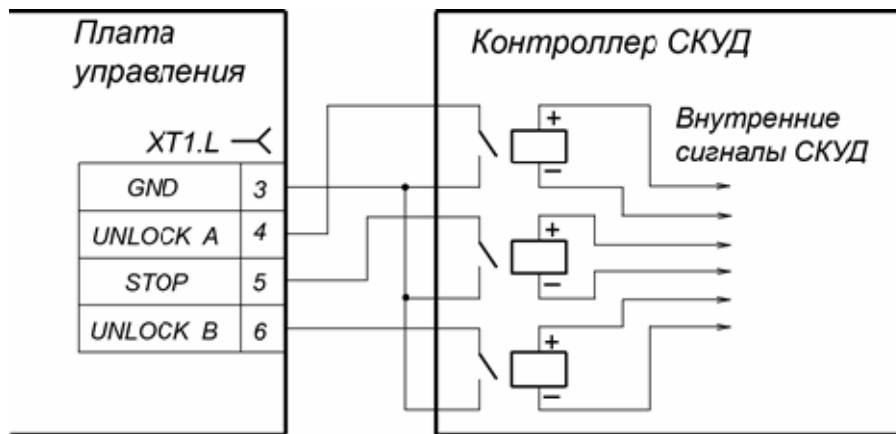 Плата
управления
XT1.L
GND 3
UNLOCK A 4
STOP 5
UNLOCK B 6
Контроллер СКУД
Внутренние
сигналы СКУД
+
−
+
−
+
−